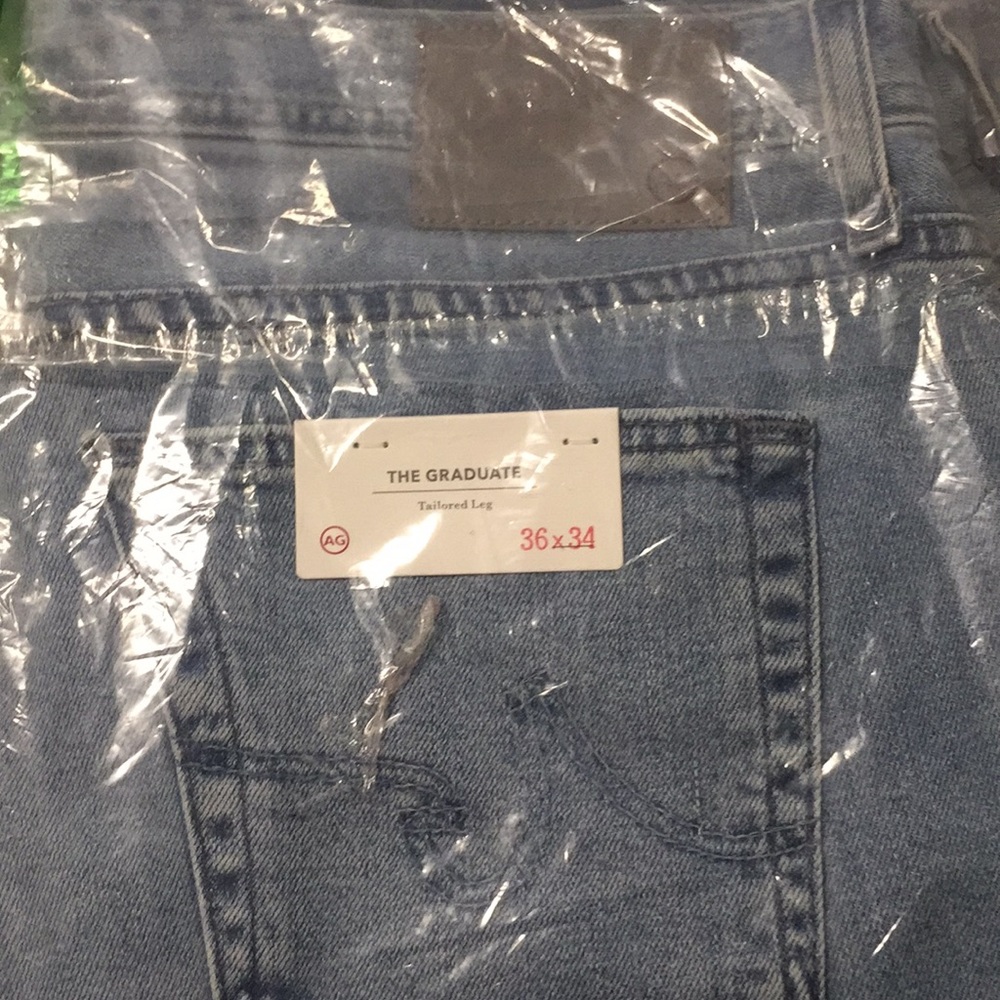 THE GRADUATE
Tailored Leg
AG
36x34